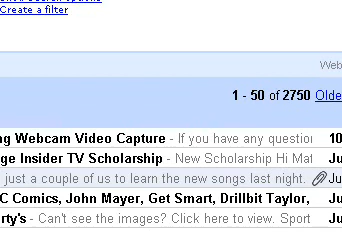 Create a filter
Web
1 - 50 of 2750 Olde
ng Webcam Video Capture - If you have any questio 10
ge Insider TV Scholarship - New Scholarship Hi Mat Ju
just a couple of us to learn the new songs last night. Ju
C Comics, John Mayer, Get Smart, Drillbit Taylor, Ju
rty's - Can't see the images? Click here to view. Sport Ju